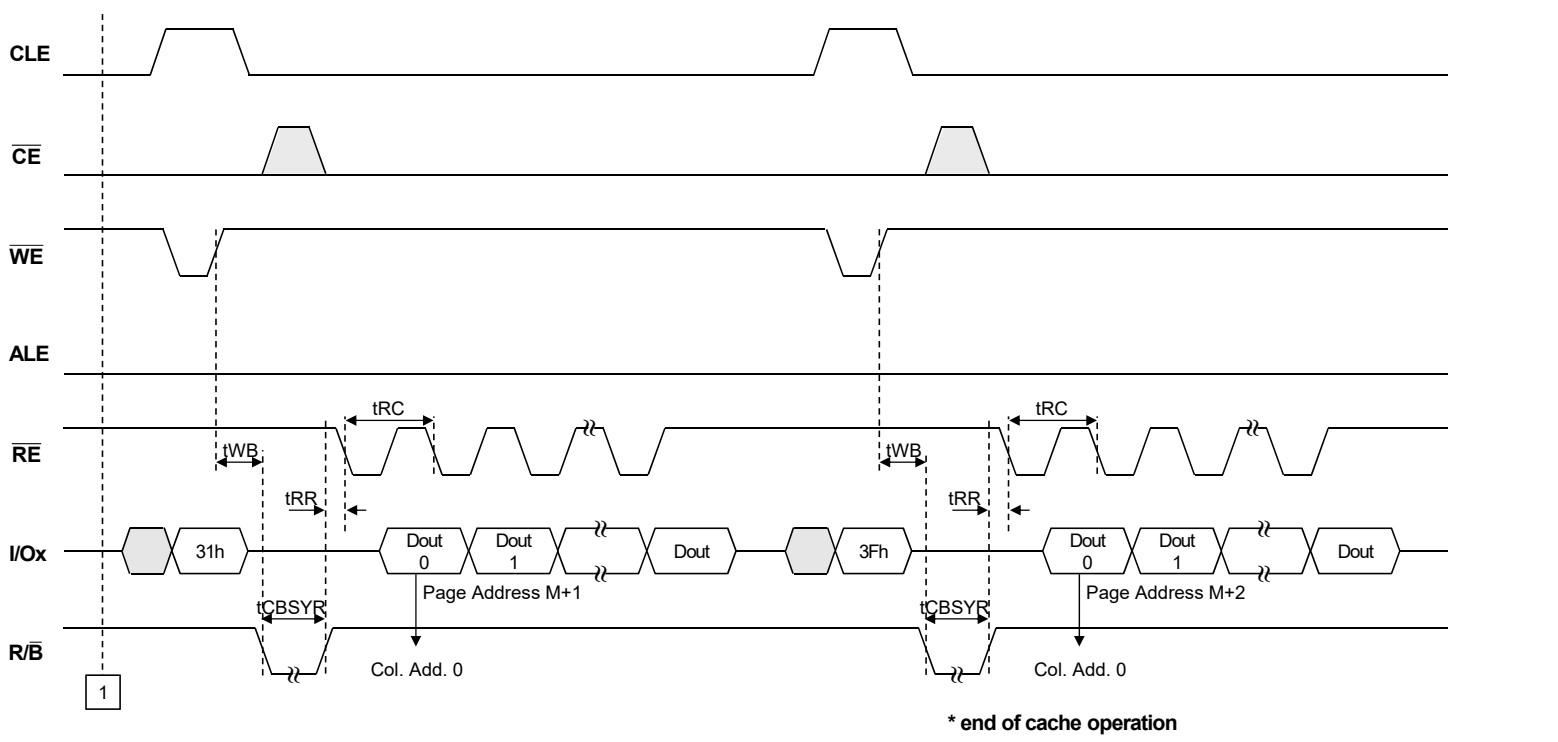 CLE
CE
WE
ALE
tRC
tRC
RE
tWB
tWB
tRR
tRR
I/Ox
31h
Dout
0
Dout
1
Dout
3Fh
Dout
0
Dout
1
Dout
Page Address M+1
Page Address M+2
tCBSYR
tCBSYR
R/B
Col. Add. 0
Col. Add. 0
1
* end of cache operation